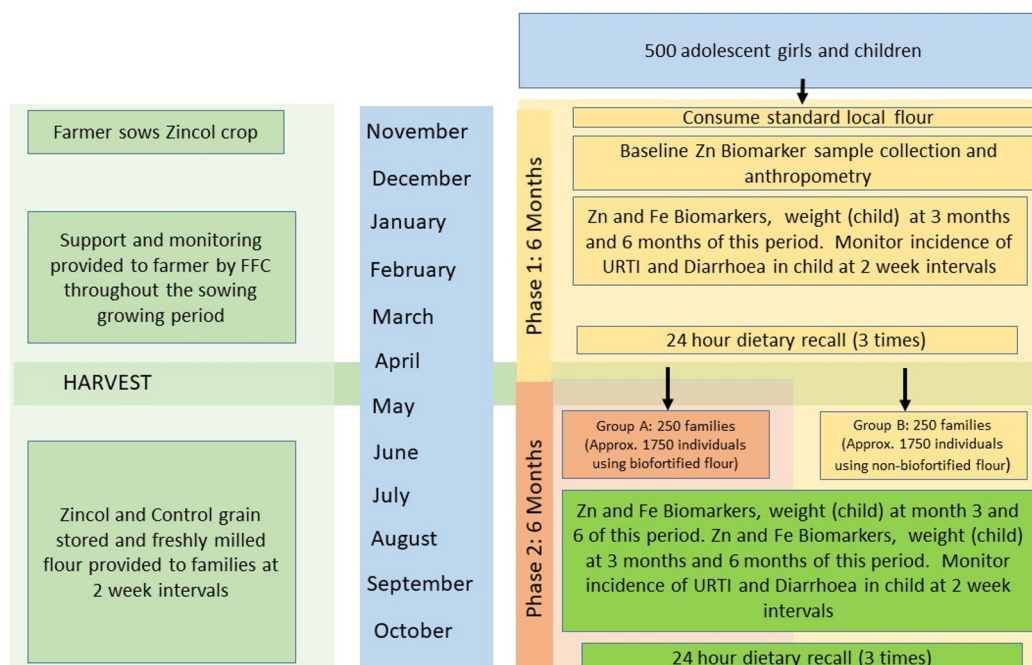 500 adolescent girls and children
Farmer sows Zincol crop
Support and monitoring
provided to farmer by FFC
throughout the sowing
growing period
HARVEST
Zincol and Control grain
stored and freshly milled
flour provided to families at
2 week intervals
November
December
January
February
March
April
May
June
July
August
September
October
Phase 1: 6 Months
Consume standard local flour
Baseline Zn Biomarker sample collection and
anthropometry
Zn and Fe Biomarkers, weight (child) at 3 months
and 6 months of this period. Monitor incidence of
URTI and Diarrhoea in child at 2 week intervals
24 hour dietary recall (3 times)
Phase 2: 6 Months
Group A: 250 families
(Approx. 1750 individuals
using biofortified flour)
Group B: 250 families
(Approx. 1750 individuals
using non-biofortified flour)
Zn and Fe Biomarkers, weight (child) at month 3 and
6 of this period. Zn and Fe Biomarkers, weight (child)
at 3 months and 6 months of this period. Monitor
incidence of URTI and Diarrhoea in child at 2 week
intervals
24 hour dietary recall (3 times)